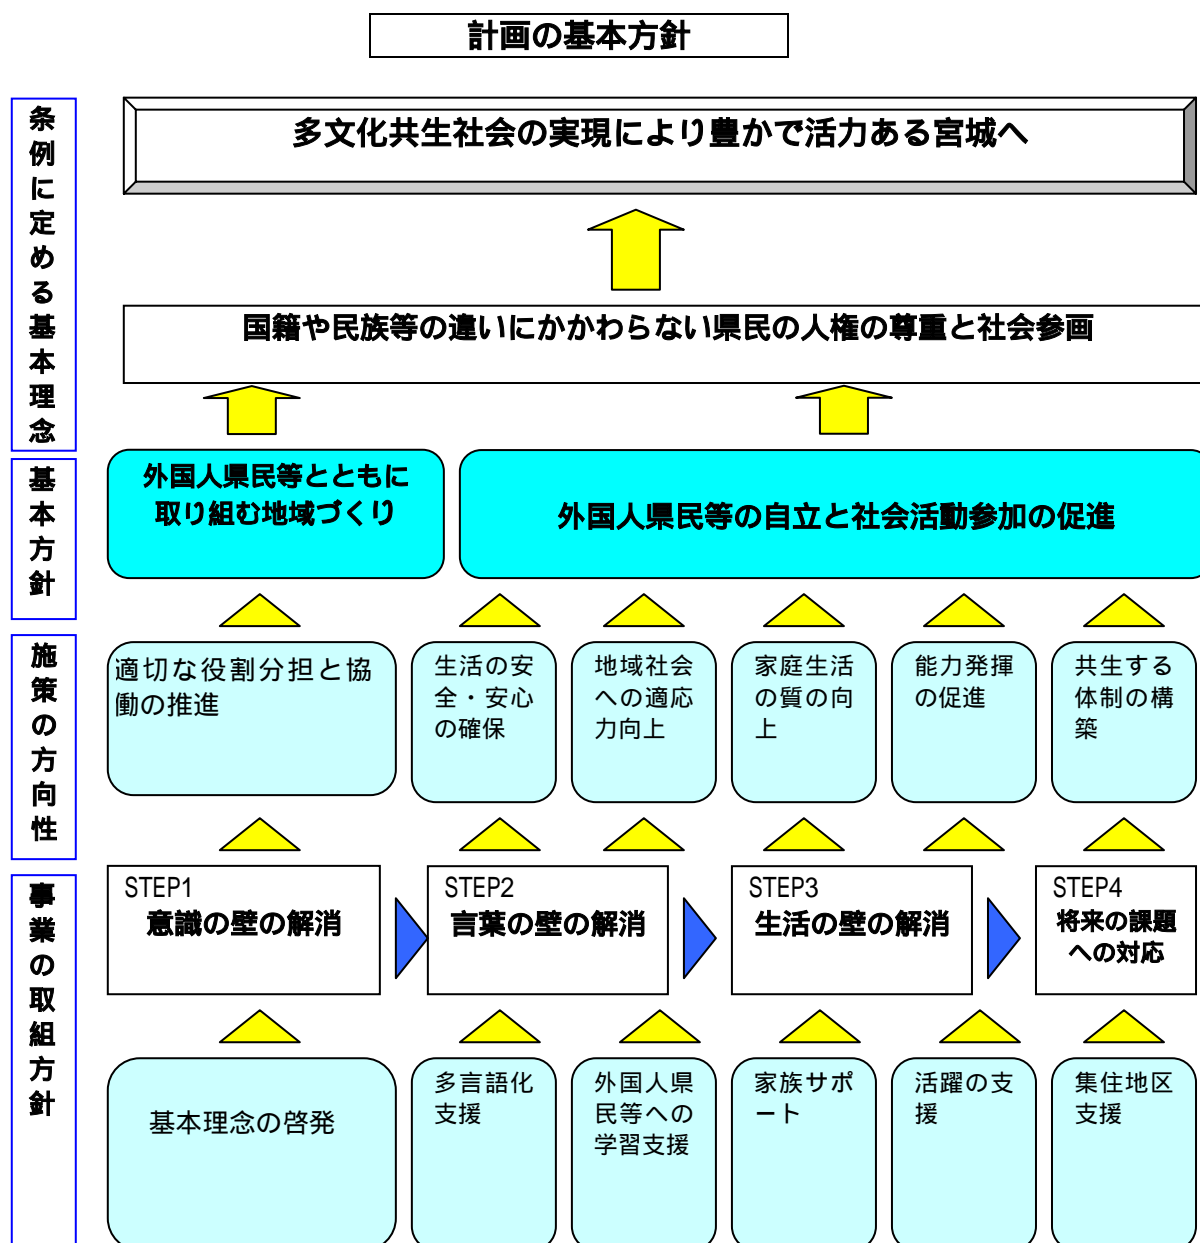 計画の基本方針
条例に定める基本理念
多文化共生社会の実現により豊かで活力ある宮城へ
国籍や民族等の違いにかかわらない県民の人権の尊重と社会参画
基本方針
外国人県民等とともに
取り組む地域づくり
外国人県民等の自立と社会活動参加の促進
施策の方向性
適切な役割分担と協
働の推進
生活の安
全・安心
の確保
地域社会
への適応
力向上
家庭生活
の質の向
上
能力発揮
の促進
共生する
体制の構
築
事業の取組方針
STEP1
意識の壁の解消
STEP2
言葉の壁の解消
STEP3
生活の壁の解消
STEP4
将来の課題
への対応
基本理念の啓発
多言語化
支援
外国人県
民等への
学習支援
家族サポ
ート
活躍の支
援
集住地区
支援